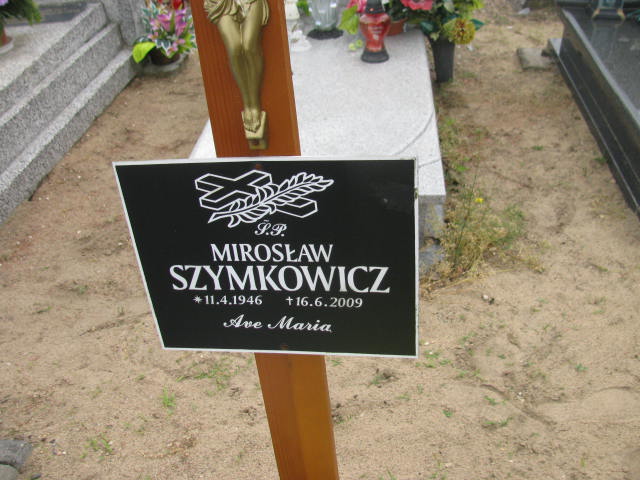 Ś.P.
MIROSŁAW
SZYMKOWICZ
*11.4.1946 †16.6.2009
Ave Maria